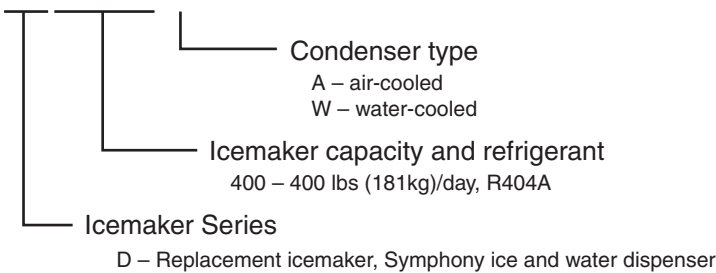 Condenser type
A – air-cooled
W – water-cooled
Icemaker capacity and refrigerant
400 – 400 lbs (181kg)/day, R404A
Icemaker Series
D – Replacement icemaker, Symphony ice and water dispenser